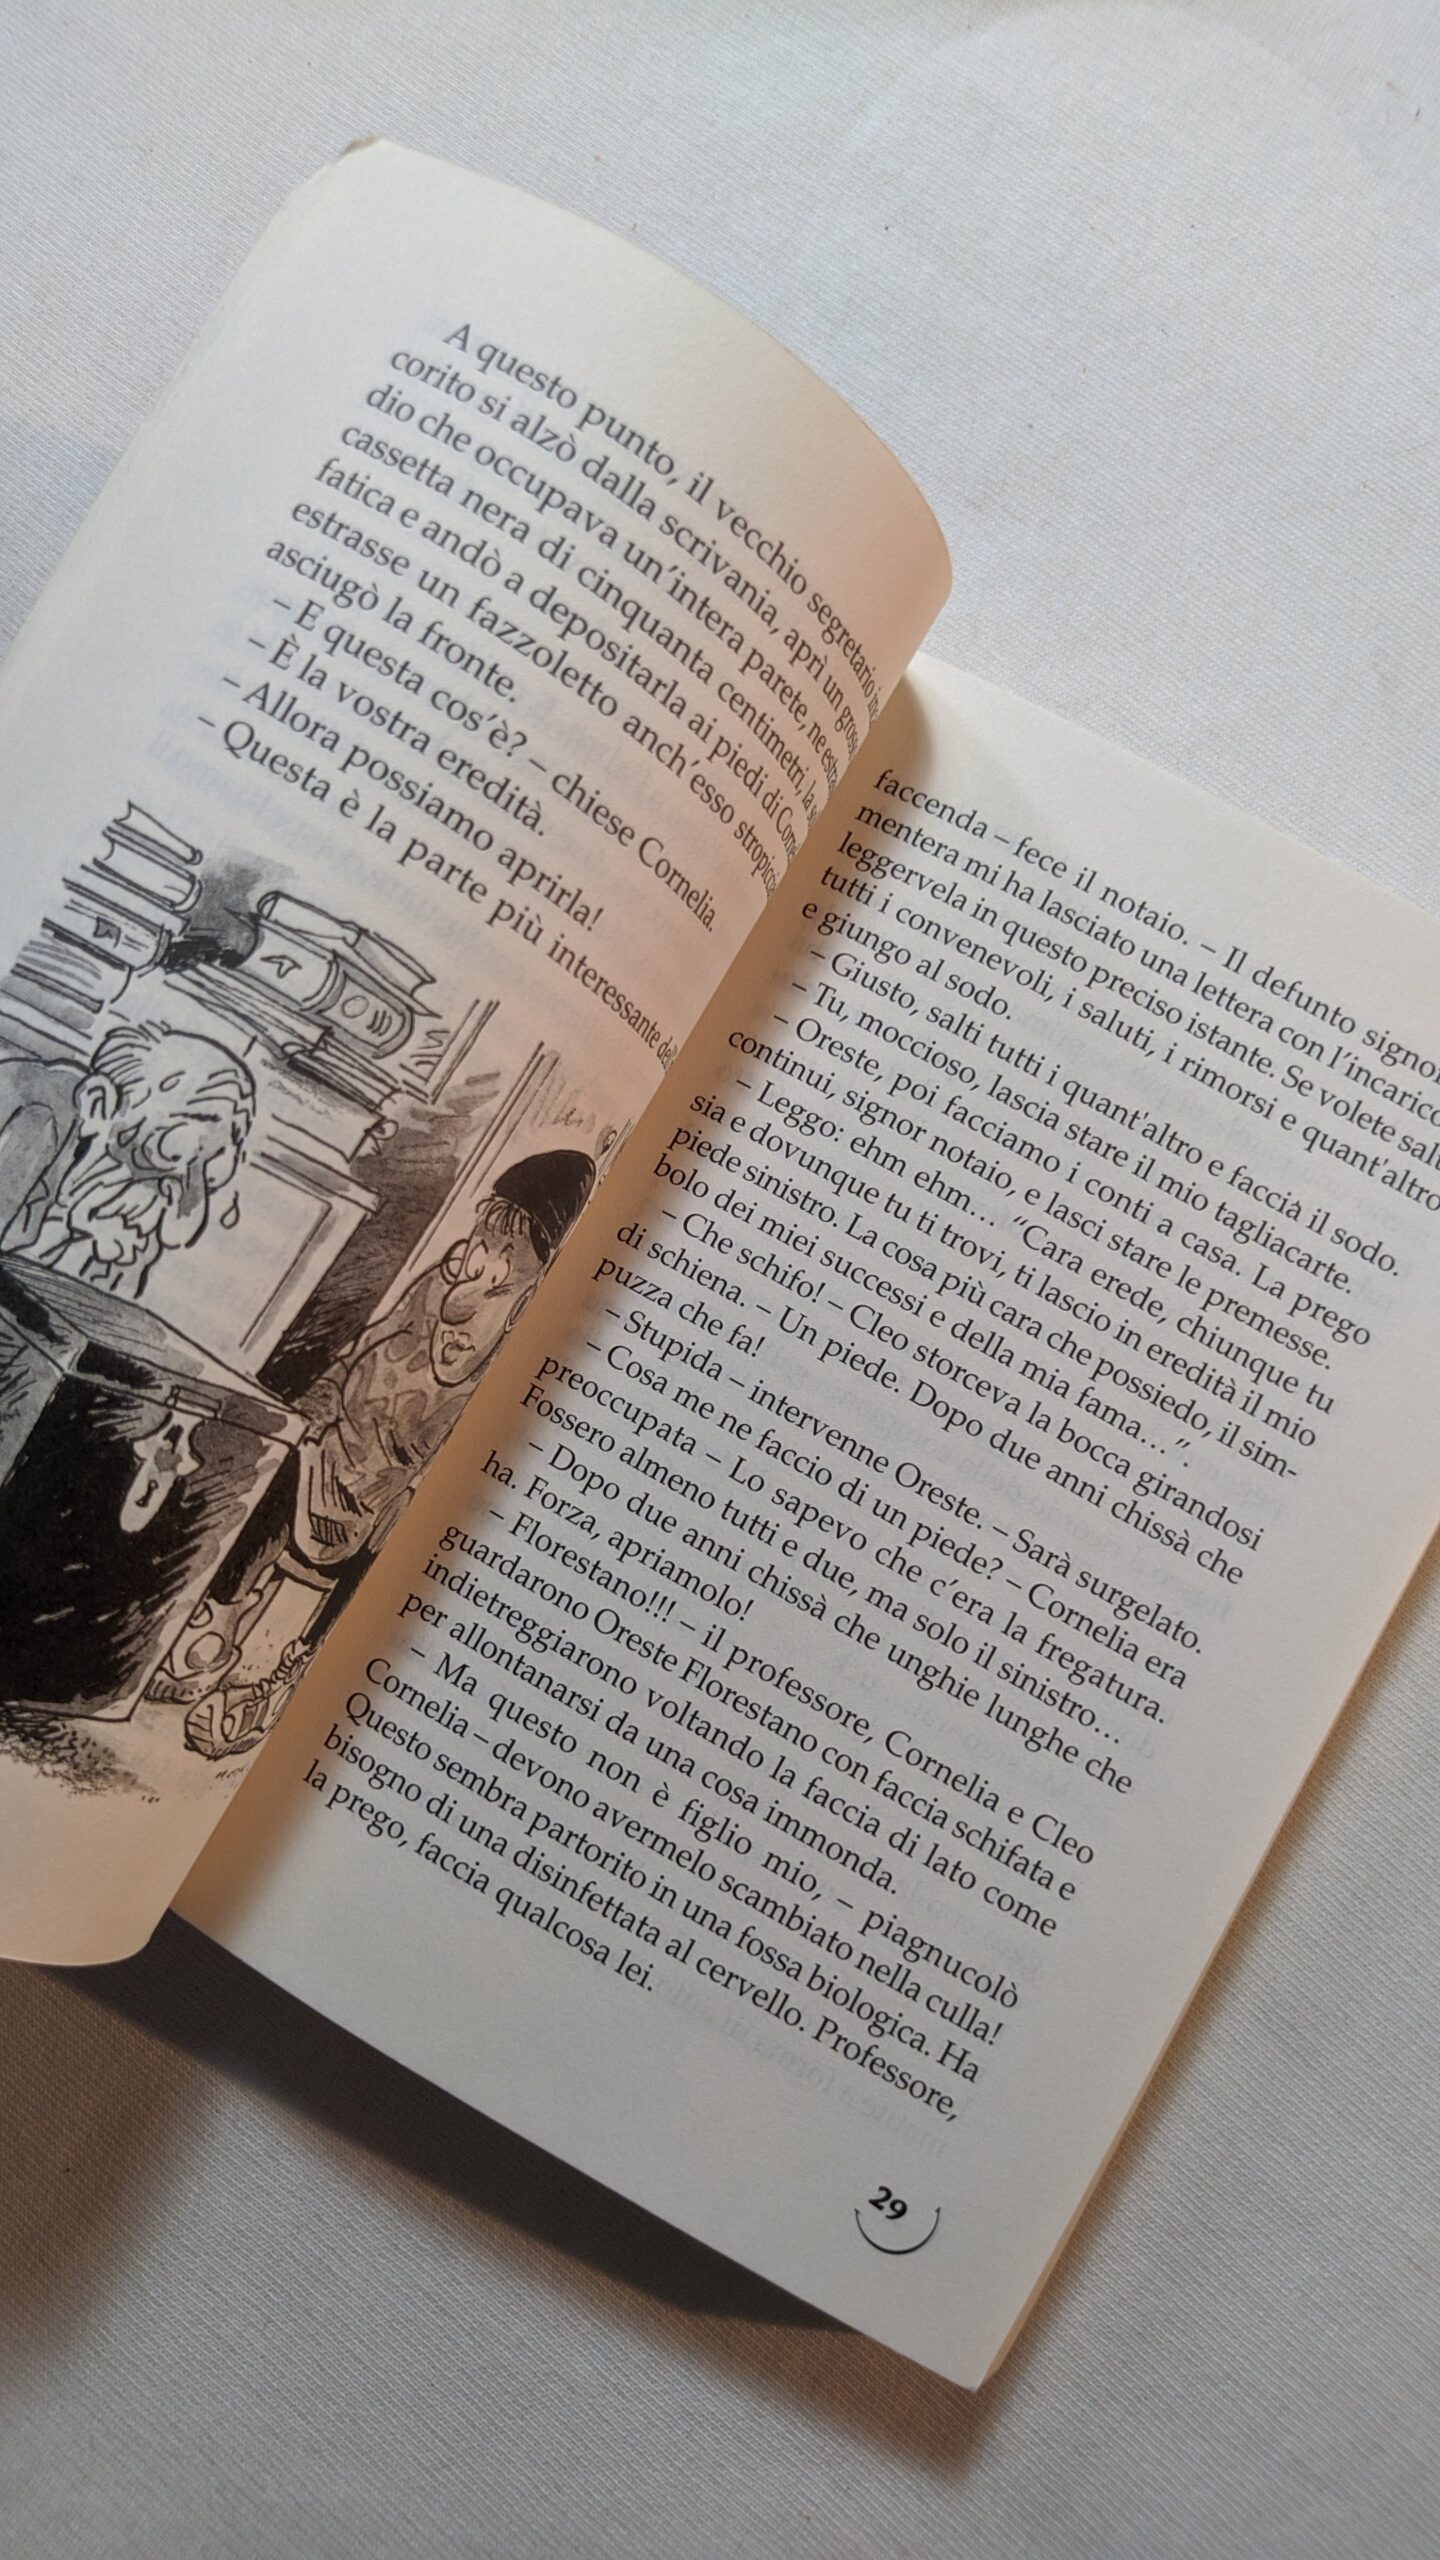 A questo punto, il vecchio segretario
corito si alzò dalla scrivania, aprì un
dio che occupava un'intera parete, ne
cassetta nera di cinquanta centimetri, la
fatica e andò a depositarla ai piedi di
estrasse un fazzoletto anch'esso
asciugò la fronte.
– E questa cos'è? – chiese Cornelia.
– È la vostra eredità.
– Allora possiamo aprirla!
– Questa è la parte più interessante
faccenda – fece il notaio. – Il defunto
mentera mi ha lasciato una lettera con l'incarico
leggervela in questo preciso istante. Se volete
tutti i convenevoli, i saluti, i rimorsi e quant'altro
e giungo al sodo.
– Giusto, salti tutti i quant'altro e faccia il sodo.
– Tu, moccioso, lascia stare il mio tagliacarte.
– Oreste, poi facciamo i conti a casa. La prego
continui, signor notaio, e lasci stare le premesse.
– Leggo: ehm ehm… “Cara erede, chiunque tu
sia e dovunque tu ti trovi, ti lascio in eredità il mio
piede sinistro. La cosa più cara che possiedo, il sim-
bolo dei miei successi e della mia fama…”.
– Che schifo! – Cleo storceva la bocca girandosi
di schiena. – Un piede. Dopo due anni chissà che
puzza che fa!
– Stupida – intervenne Oreste. – Sarà surgelato.
– Cosa me ne faccio di un piede? – Cornelia era
preoccupata – Lo sapevo che c'era la fregatura.
Fossero almeno tutti e due, ma solo il sinistro…
– Dopo due anni chissà che unghie lunghe che
ha. Forza, apriamolo!
– Florestano!!! – il professore, Cornelia e Cleo
guardarono Oreste Florestano con faccia schifata e
indietreggiarono voltando la faccia di lato come
per allontanarsi da una cosa immonda.
– Ma questo non è figlio mio, – piagnucolò
Cornelia – devono avermelo scambiato nella culla!
Questo sembra partorito in una fossa biologica. Ha
bisogno di una disinfettata al cervello. Professore,
la prego, faccia qualcosa lei.
29